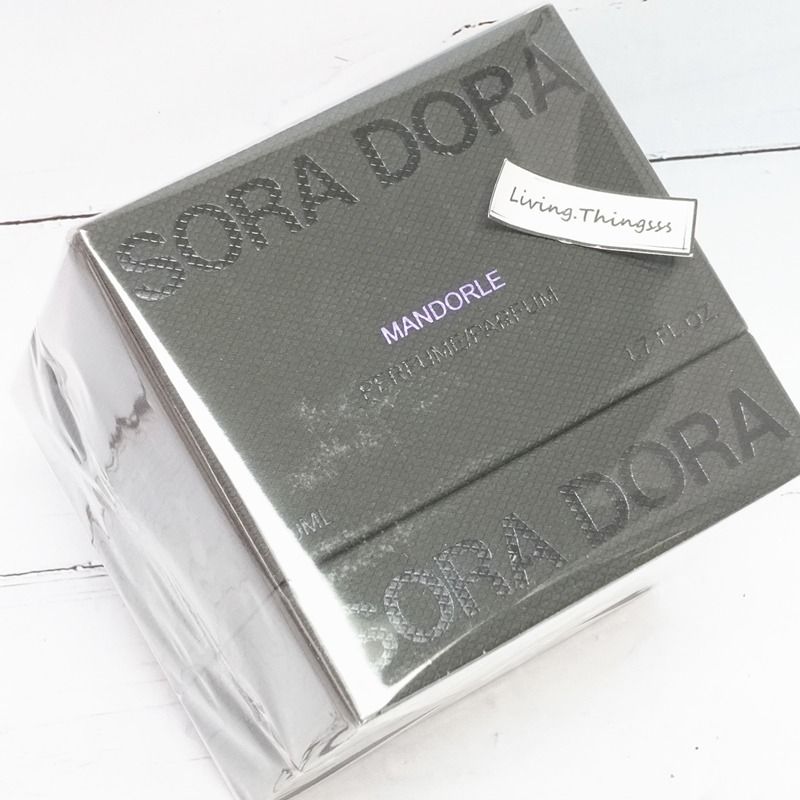 SORA DORA
Living.Thingsss
MANDORLE
PERFUME/PARFUM
1.7 FL.OZ.
ML
SORA DORA